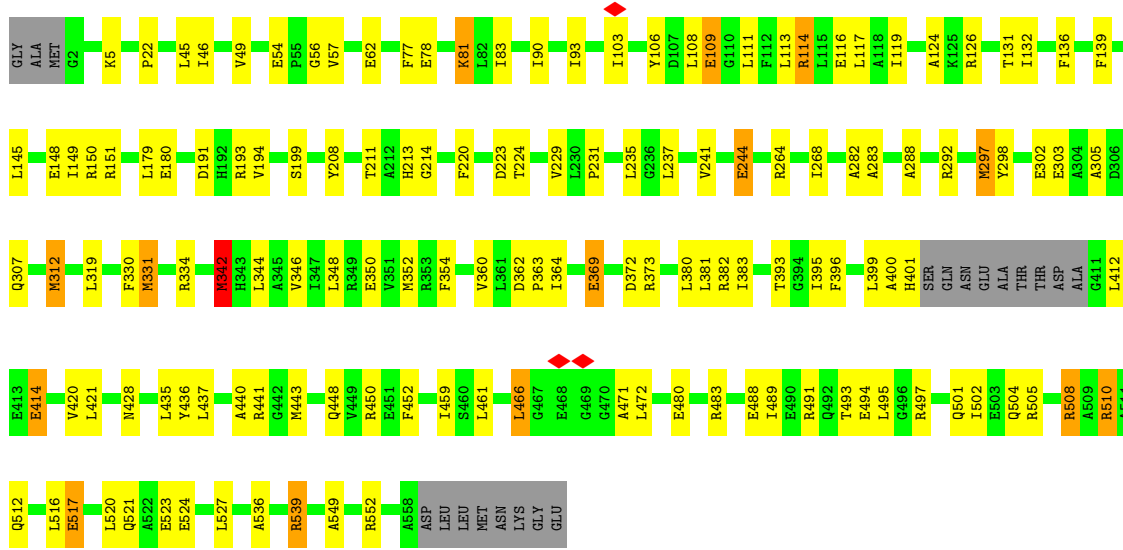 GLY ALA MET G2 K5 P22 L45 I46 V49 E54 P55 G56 V57 E62 F77 E78 K81 L82 I83 I90 I93 I103 Y106 D107 L108 E109 G110 L111 F112 L113 R114 L115 E116 L117 A118 I119 A124 K125 R126 T131 I132 F136 F139
L145 E148 I149 R150 R151 L179 E180 D191 H192 R193 V194 S199 Y208 T211 A212 H213 G214 F220 D223 T224 V229 L230 P231 L235 G236 L237 V241 E244 R264 I268 A282 A283 A288 R292 M297 Y298 E302 E303 A304 A305 D306
Q307 M312 L319 F330 M331 R334 M342 H343 L344 A345 V346 I347 L348 R349 E350 V351 M352 R353 F354 V360 L361 D362 P363 I364 E369 D372 R373 L380 L381 R382 I383 T393 G394 I395 F396 L399 A400 H401 SER GLN ASN GLU ALA THR THR ASP ALA G411 L412
E413 E414 V420 L421 N428 L435 Y436 L437 A440 R441 G442 M443 Q448 V449 R450 E451 F452 I459 S460 L461 L466 G467 E468 G469 G470 A471 L472 E480 R483 E488 I489 E490 R491 Q492 T493 E494 L495 G496 R497 Q501 I502 E503 Q504 R505 R508 A509 R510
Q512 L516 E517 L520 Q521 A522 E523 E524 L527 A536 R539 A549 R552 A558 ASP LEU LEU MET ASN LYS GLY GLU